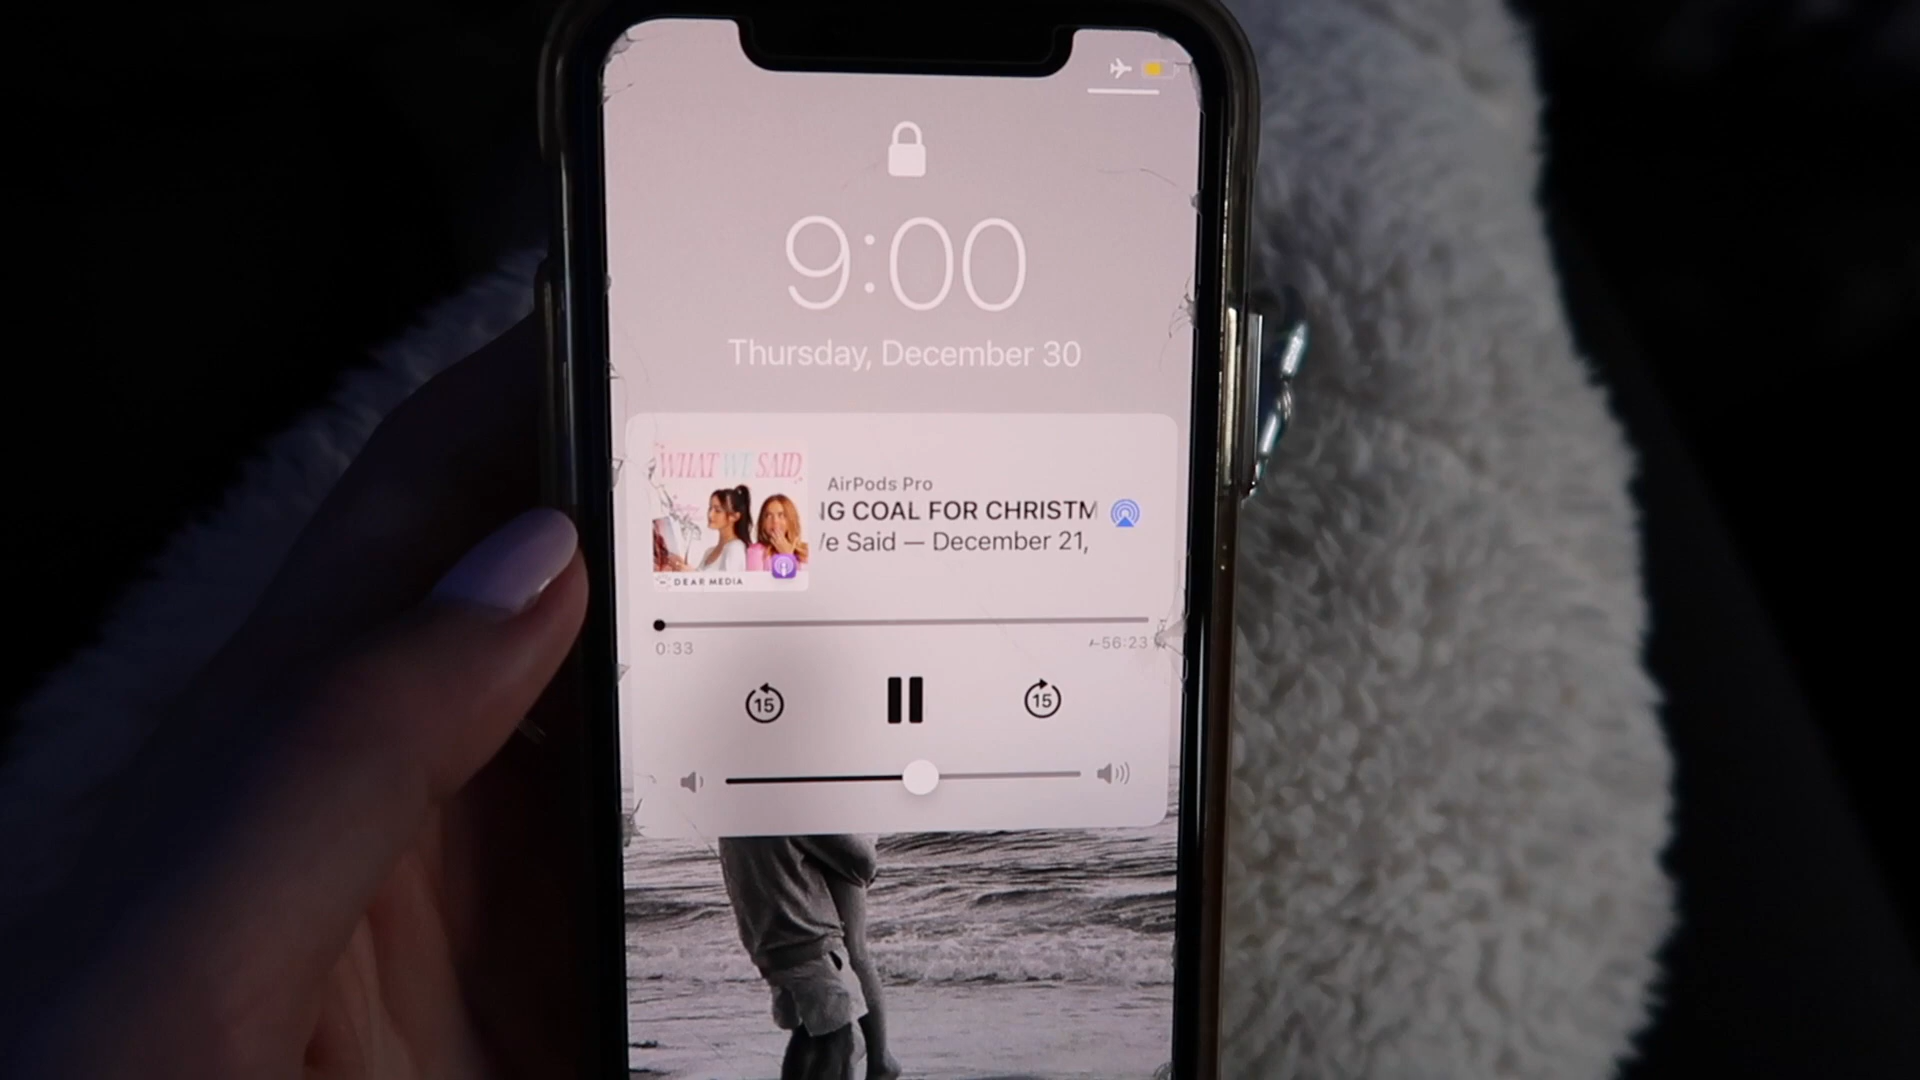 9:00
Thursday, December 30
WHAT WE SAID
DEAR MEDIA
AirPods Pro
IG COAL FOR CHRISTM
/e Said — December 21,
0:33
-56:23
15
15